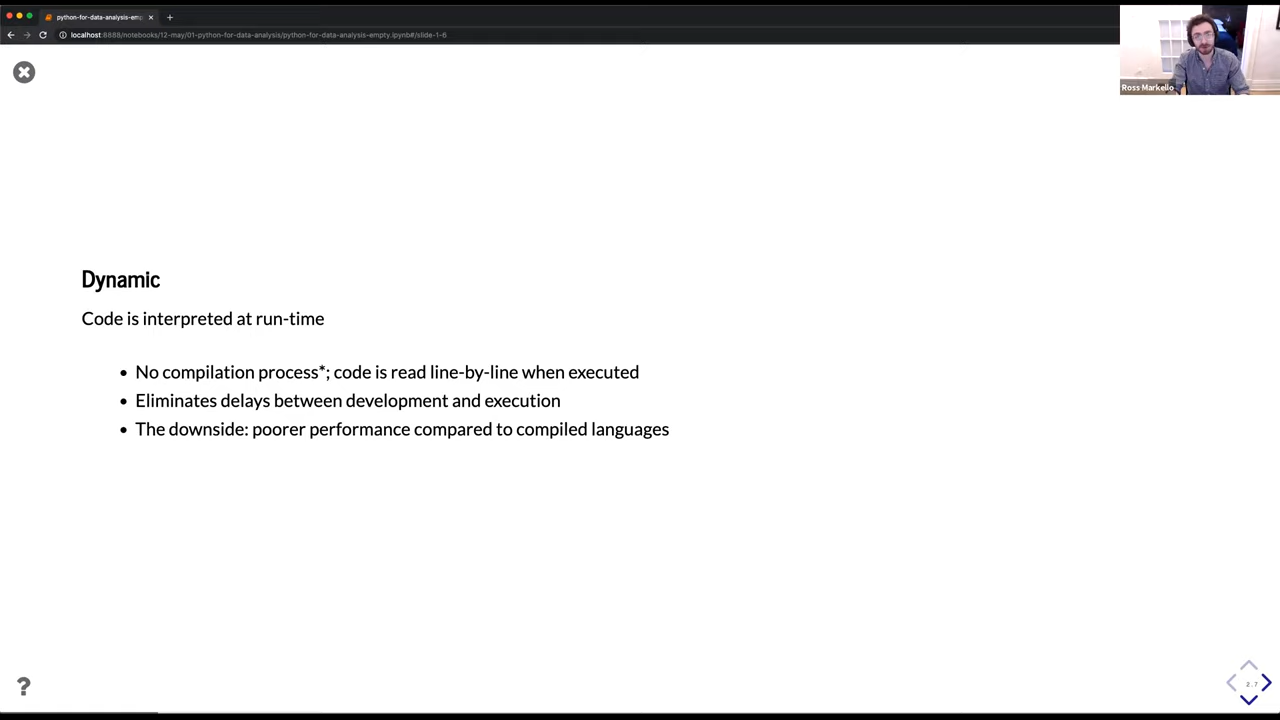 python-for-data-analysis-emp
localhost:8888/notebooks/12-may/01-python-for-data-analysis/python-for-data-analysis-empty.ipynb#/slide-1-6
Ross Markello
Dynamic
Code is interpreted at run-time
• No compilation process*; code is read line-by-line when executed
• Eliminates delays between development and execution
• The downside: poorer performance compared to compiled languages
?
2.7